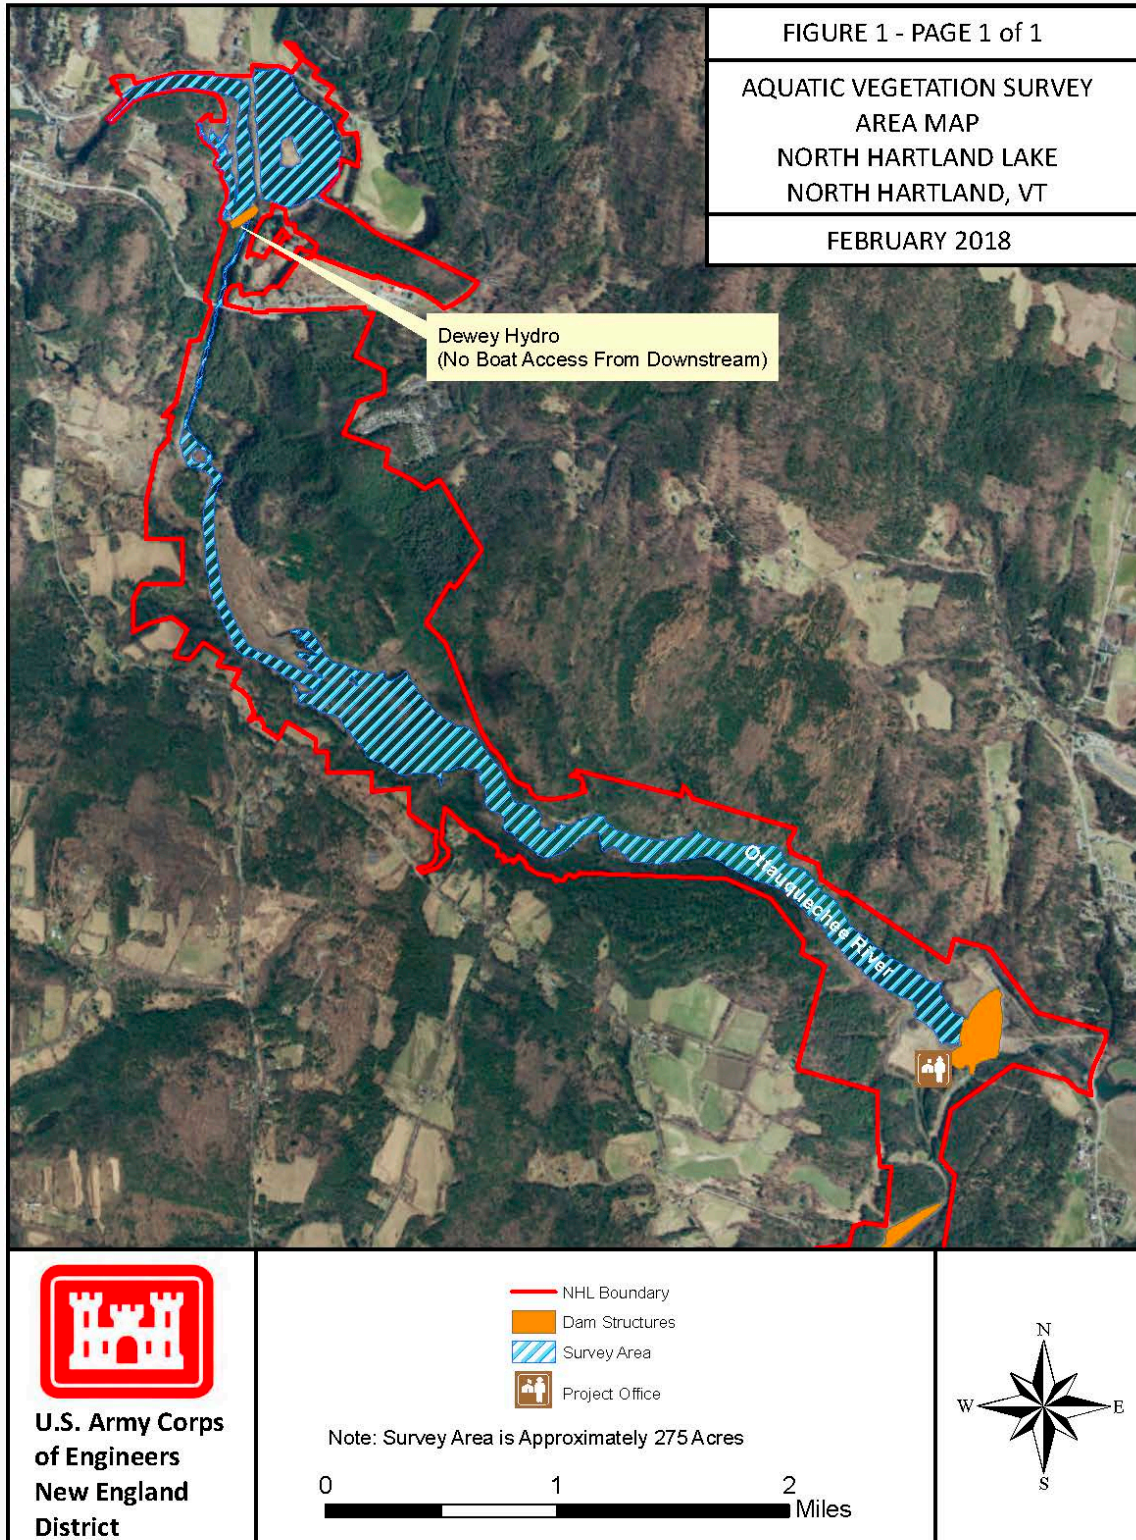 FIGURE 1 - PAGE 1 of 1
AQUATIC VEGETATION SURVEY
AREA MAP
NORTH HARTLAND LAKE
NORTH HARTLAND, VT
FEBRUARY 2018
Dewey Hydro
(No Boat Access From Downstream)
Ottauquechee River
U.S. Army Corps
of Engineers
New England
District
NHL Boundary
Dam Structures
Survey Area
Project Office
Note: Survey Area is Approximately 275 Acres
0 1 2
Miles
N
W E
S